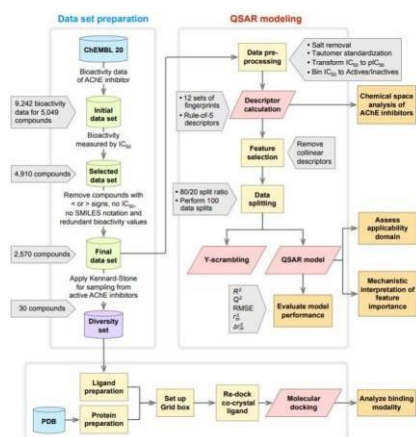 Data set preparation
ChEMBL 20
Bioactivity data
of AChE inhibitor
9,242 bioactivity
data for 5,049
compounds
Initial
data set
Bioactivity
measured by IC50
4,910 compounds
Selected
data set
Remove compounds with
< or > signs, no IC50,
no SMILES notation and
redundant bioactivity values
2,570 compounds
Final
data set
Apply Kennard-Stone
for sampling from
active AChE inhibitors
30 compounds
Diversity
set
QSAR modeling
Data pre-
processing
• Salt removal
• Tautomer standardization
• Transform IC50 to pIC50
• Bin IC50 to Actives/Inactives
• 12 sets of
fingerprints
• Rule-of-5
descriptors
Descriptor
calculation
Chemical space
analysis of
AChE inhibitors
Feature
selection
Remove
collinear
descriptors
• 80/20 split ratio
• Perform 100
data splits
Data
splitting
Y-scrambling
QSAR model
Assess
applicability
domain
R²
Q²
RMSE
Evaluate model
performance
Mechanistic
interpretation
of feature
importance
Ligand
preparation
PDB
Protein
preparation
Set up
Grid box
Re-dock
co-crystal
ligand
Molecular
docking
Analyze binding
modality